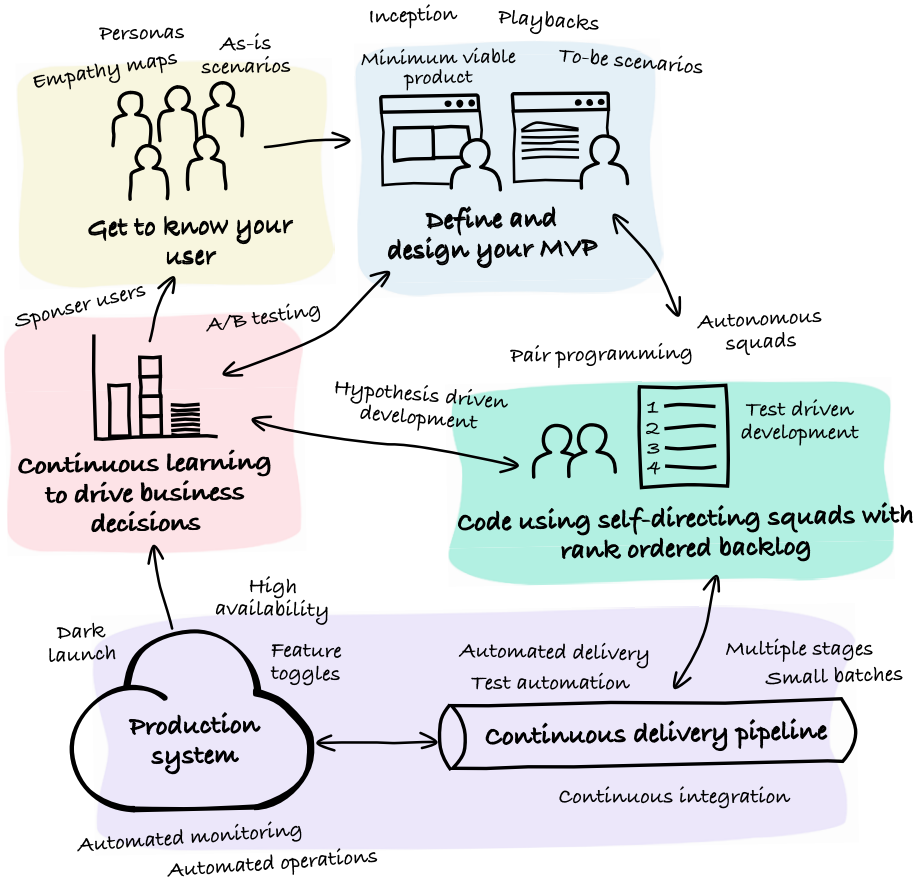 Personas
Empathy maps
As-is
scenarios
Get to know your
user
Inception
Playbacks
Minimum viable
product
To-be scenarios
Define and
design your MVP
Sponser users
A/B testing
Continuous learning
to drive business
decisions
Hypothesis driven
development
Pair programming
Autonomous
squads
1
2
3
4
Test driven
development
Code using self-directing squads with
rank ordered backlog
High
availability
Dark
launch
Feature
toggles
Production
system
Automated monitoring
Automated operations
Automated delivery
Test automation
Multiple stages
Small batches
Continuous delivery pipeline
Continuous integration